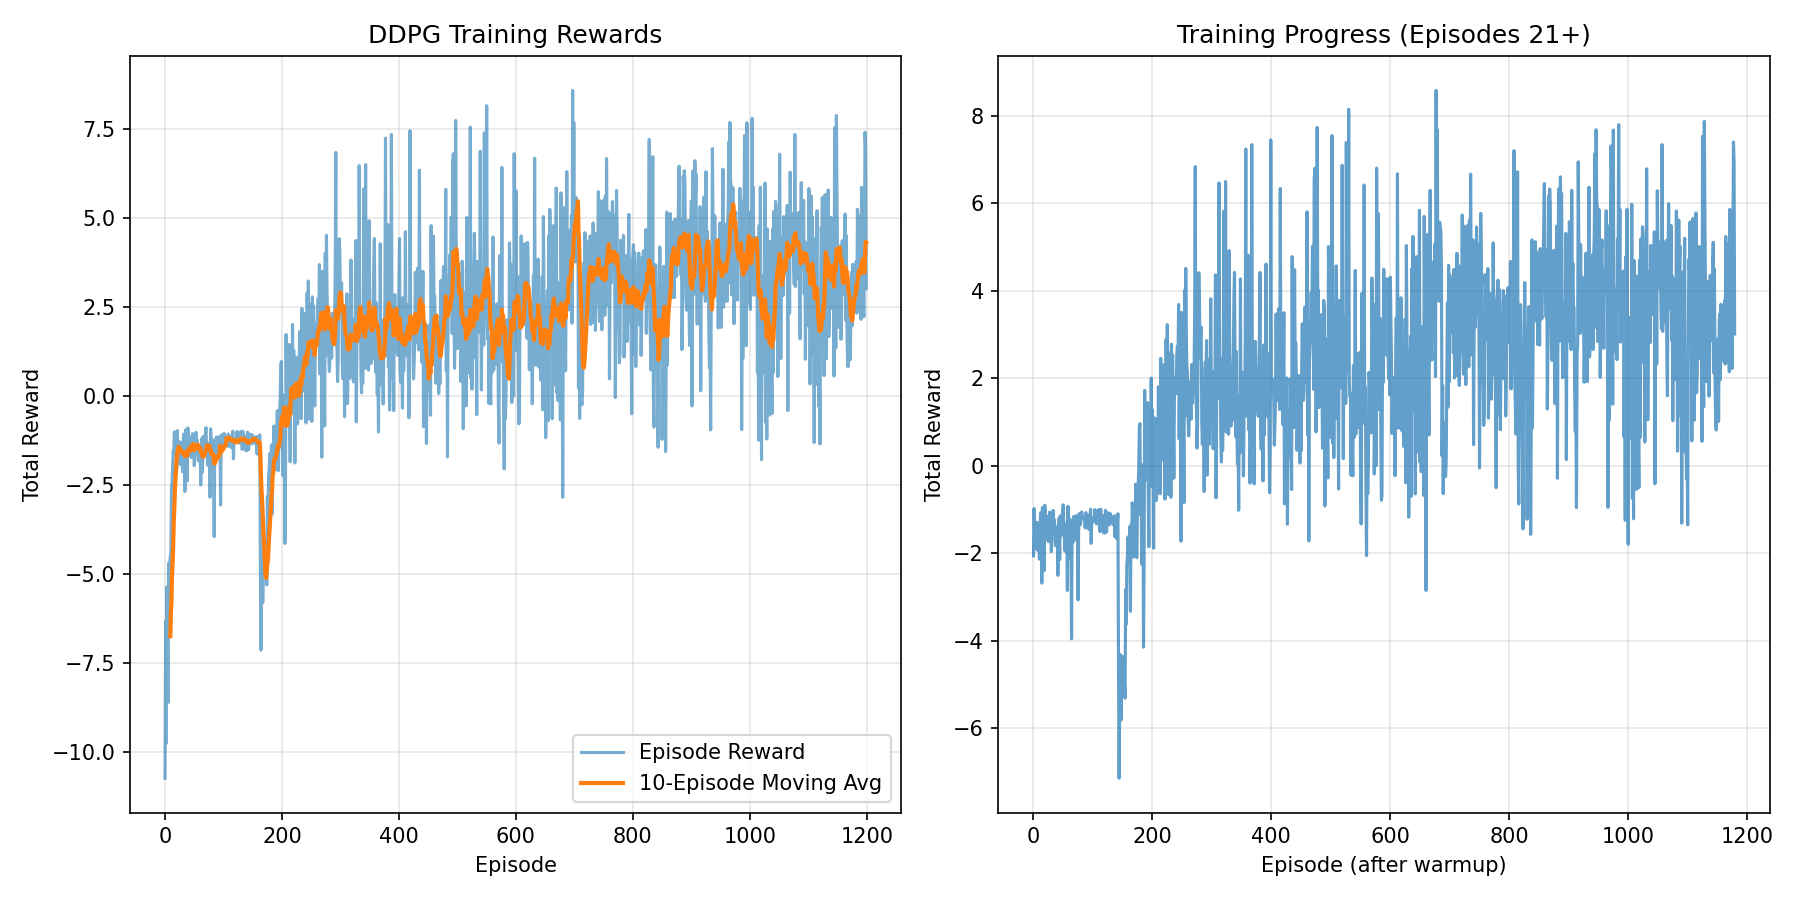 DDPG Training Rewards
Total Reward
7.5
5.0
2.5
0.0
−2.5
−5.0
−7.5
−10.0
Episode Reward
10-Episode Moving Avg
0 200 400 600 800 1000 1200
Episode
Training Progress (Episodes 21+)
Total Reward
8
6
4
2
0
−2
−4
−6
0 200 400 600 800 1000 1200
Episode (after warmup)